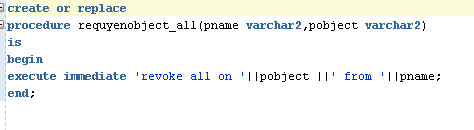 create or replace
procedure requyenobject_all(pname varchar2,pobject varchar2)
is
begin
execute immediate 'revoke all on '||pobject ||' from '||pname;
end;